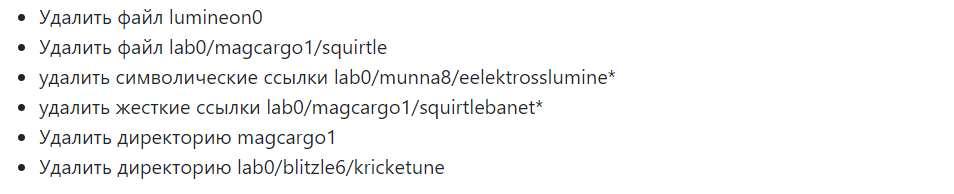 • Удалить файл lumineon0
• Удалить файл lab0/magcargo1/squirtle
• удалить символические ссылки lab0/munna8/eelektrosslumine*
• удалить жесткие ссылки lab0/magcargo1/squirtlebanet*
• Удалить директорию magcargo1
• Удалить директорию lab0/blitzle6/kricketune